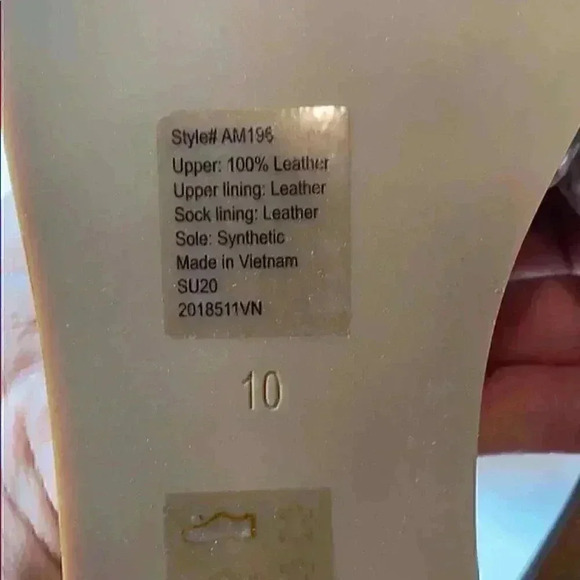 Style# AM196
Upper: 100% Leather
Upper lining: Leather
Sock lining: Leather
Sole: Synthetic
Made in Vietnam
SU20
2018511VN
10